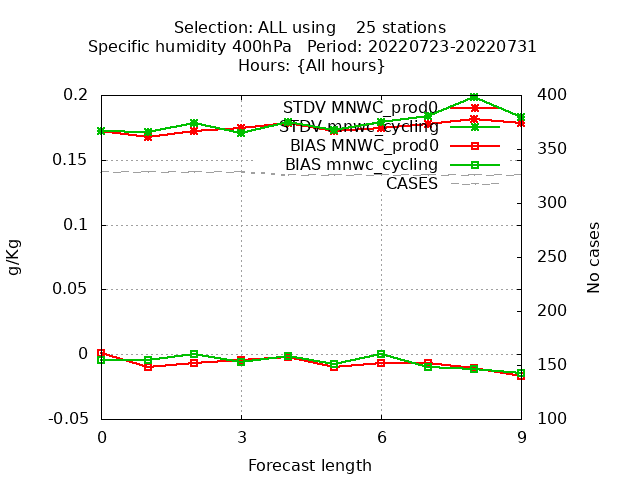 Selection: ALL using    25 stations
Specific humidity 400hPa   Period: 20220723-20220731
Hours: {All hours}
0.2
0.15
0.1
0.05
0
-0.05
g/Kg
STDV MNWC_prod0
STDV mnwc_cycling
BIAS MNWC_prod0
BIAS mnwc_cycling
CASES
400
350
300
250
200
150
100
No cases
0
3
6
9
Forecast length